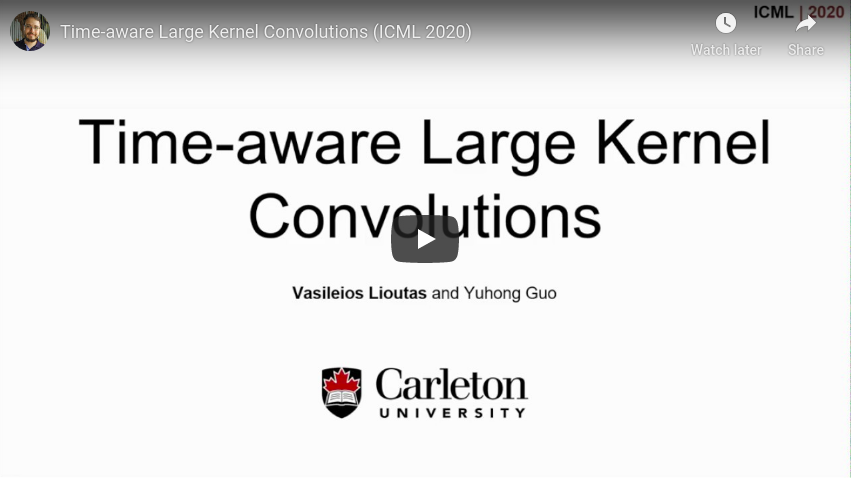 Time-aware Large Kernel Convolutions (ICML 2020)
ICML | 2020
Watch later
Share
Time-aware Large Kernel
Convolutions
Vasileios Lioutas and Yuhong Guo
Carleton
UNIVERSITY